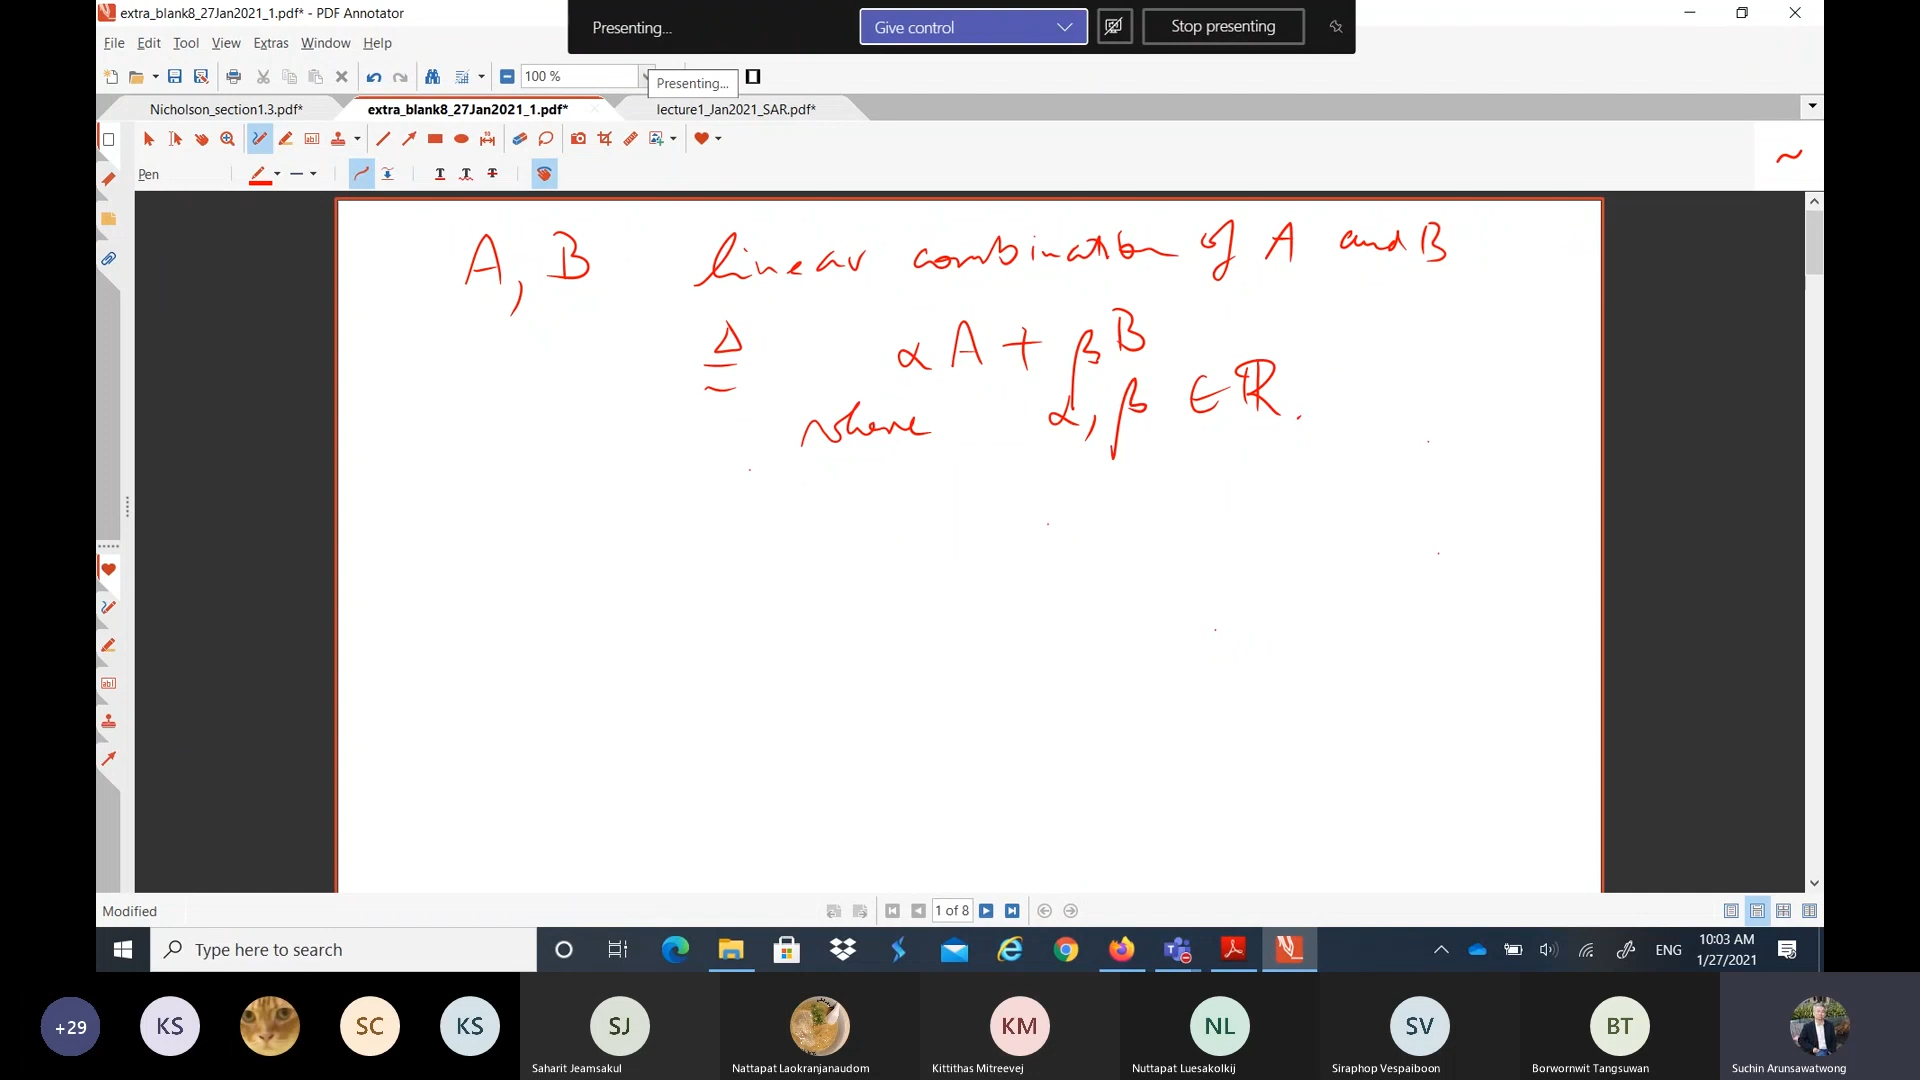 extra_blank8_27Jan2021_1.pdf* - PDF Annotator
Presenting...
Give control
Stop presenting
File Edit Tool View Extras Window Help
100 %
Presenting...
Nicholson_section1.3.pdf*
extra_blank8_27Jan2021_1.pdf*
lecture1_Jan2021_SAR.pdf*
Pen
A, B linear combination of A and B
≜ αA + βB
where α, β ∈ ℝ.
Modified
1 of 8
Type here to search
ENG
10:03 AM
1/27/2021
+29
KS
SC
KS
SJ
KM
NL
SV
BT
Saharit Jeamsakul
Nattapat Laokranjanaudom
Kittithas Mitreevej
Nuttapat Luesakolkij
Siraphop Vespaiboon
Borwornwit Tangsuwan
Suchin Arunsawatwong